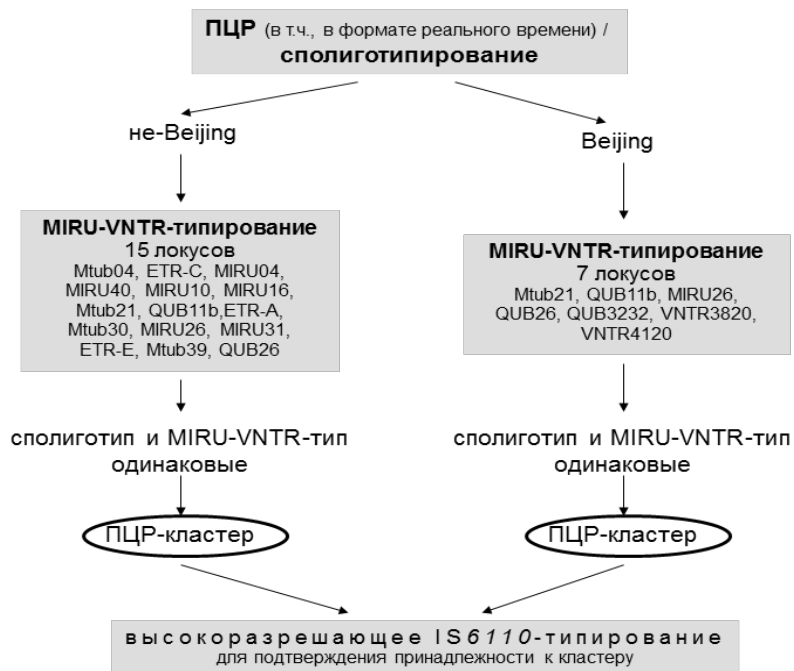 ПЦР (в т.ч., в формате реального времени) /
сполиготипирование
не-Beijing
MIRU-VNTR-типирование
15 локусов
Mtub04, ETR-C, MIRU04,
MIRU40, MIRU10, MIRU16,
Mtub21, QUB11b,ETR-A,
Mtub30, MIRU26, MIRU31,
ETR-E, Mtub39, QUB26
сполиготип и MIRU-VNTR-тип
одинаковые
ПЦР-кластер
Beijing
MIRU-VNTR-типирование
7 локусов
Mtub21, QUB11b, MIRU26,
QUB26, QUB3232, VNTR3820,
VNTR4120
сполиготип и MIRU-VNTR-тип
одинаковые
ПЦР-кластер
высокоразрешающее IS6110-типирование
для подтверждения принадлежности к кластеру